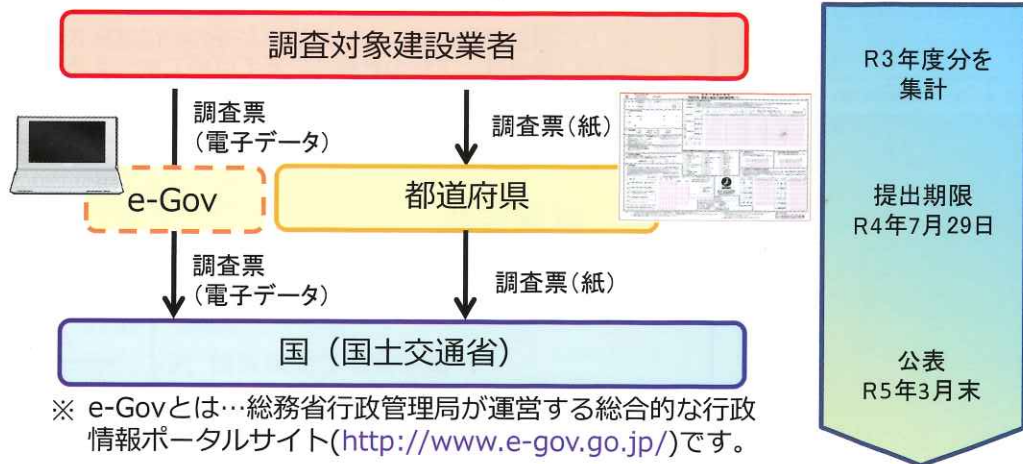 調査対象建設業者
調査票
(電子データ)
調査票(紙)
e-Gov
都道府県
調査票
(電子データ)
調査票(紙)
国(国土交通省)
※ e-Govとは…総務省行政管理局が運営する総合的な行政
情報ポータルサイト(http://www.e-gov.go.jp/)です。
R3年度分を
集計
提出期限
R4年7月29日
公表
R5年3月末